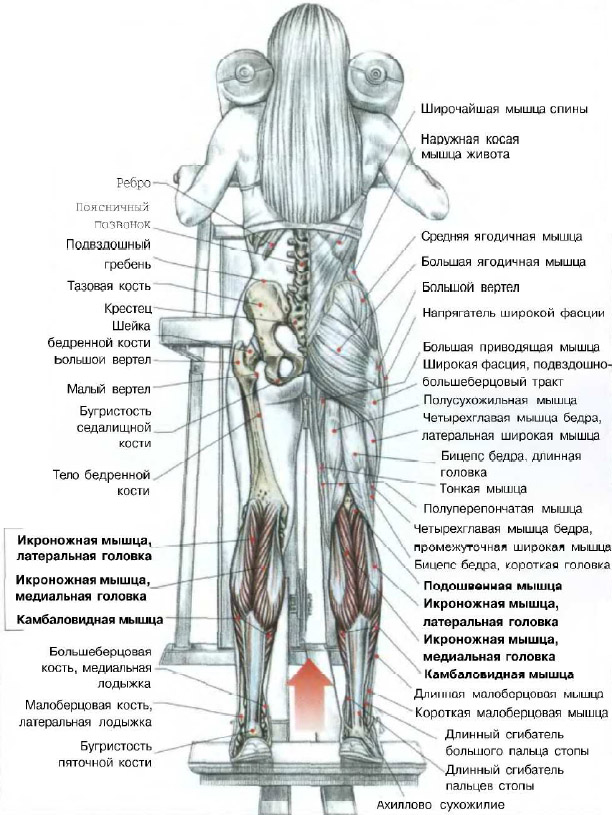 Ребро
Поясничный
позвонок
Подвздошный
гребень
Тазовая кость
Крестец
Шейка
бедренной кости
Большой вертел
Малый вертел
Бугристость
седалищной
кости
Тело бедренной
кости
Икроножная мышца,
латеральная головка
Икроножная мышца,
медиальная головка
Камбаловидная мышца
Большеберцовая
кость, медиальная
лодыжка
Малоберцовая кость,
латеральная лодыжка
Бугристость
пяточной кости
Широчайшая мышца спины
Наружная косая
мышца живота
Средняя ягодичная мышца
Большая ягодичная мышца
Большой вертел
Напрягатель широкой фасции
Большая приводящая мышца
Широкая фасция, подвздошно-
большеберцовый тракт
Полусухожильная мышца
Четырехглавая мышца бедра,
латеральная широкая мышца
Бицепс бедра, длинная
головка
Тонкая мышца
Полуперепончатая мышца
Четырехглавая мышца бедра,
промежуточная широкая мышца
Бицепс бедра, короткая головка
Подошвенная мышца
Икроножная мышца,
латеральная головка
Икроножная мышца,
медиальная головка
Камбаловидная мышца
Длинная малоберцовая мышца
Короткая малоберцовая мышца
Длинный сгибатель
большого пальца стопы
Длинный сгибатель
пальцев стопы
Ахиллово сухожилие